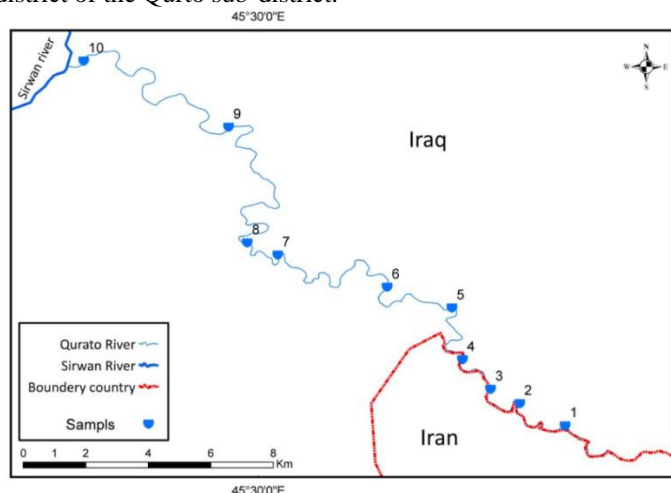 district of the Qurto sub-district.
45°30'0"E
Sirwan river
10
N
W E
S
9
Iraq
8
7
6
5
4
3
2
1
Iran
Qurato River
Sirwan River
Boundery country
Sampls
0 1 2 4 6 8
Km
45°30'0"E